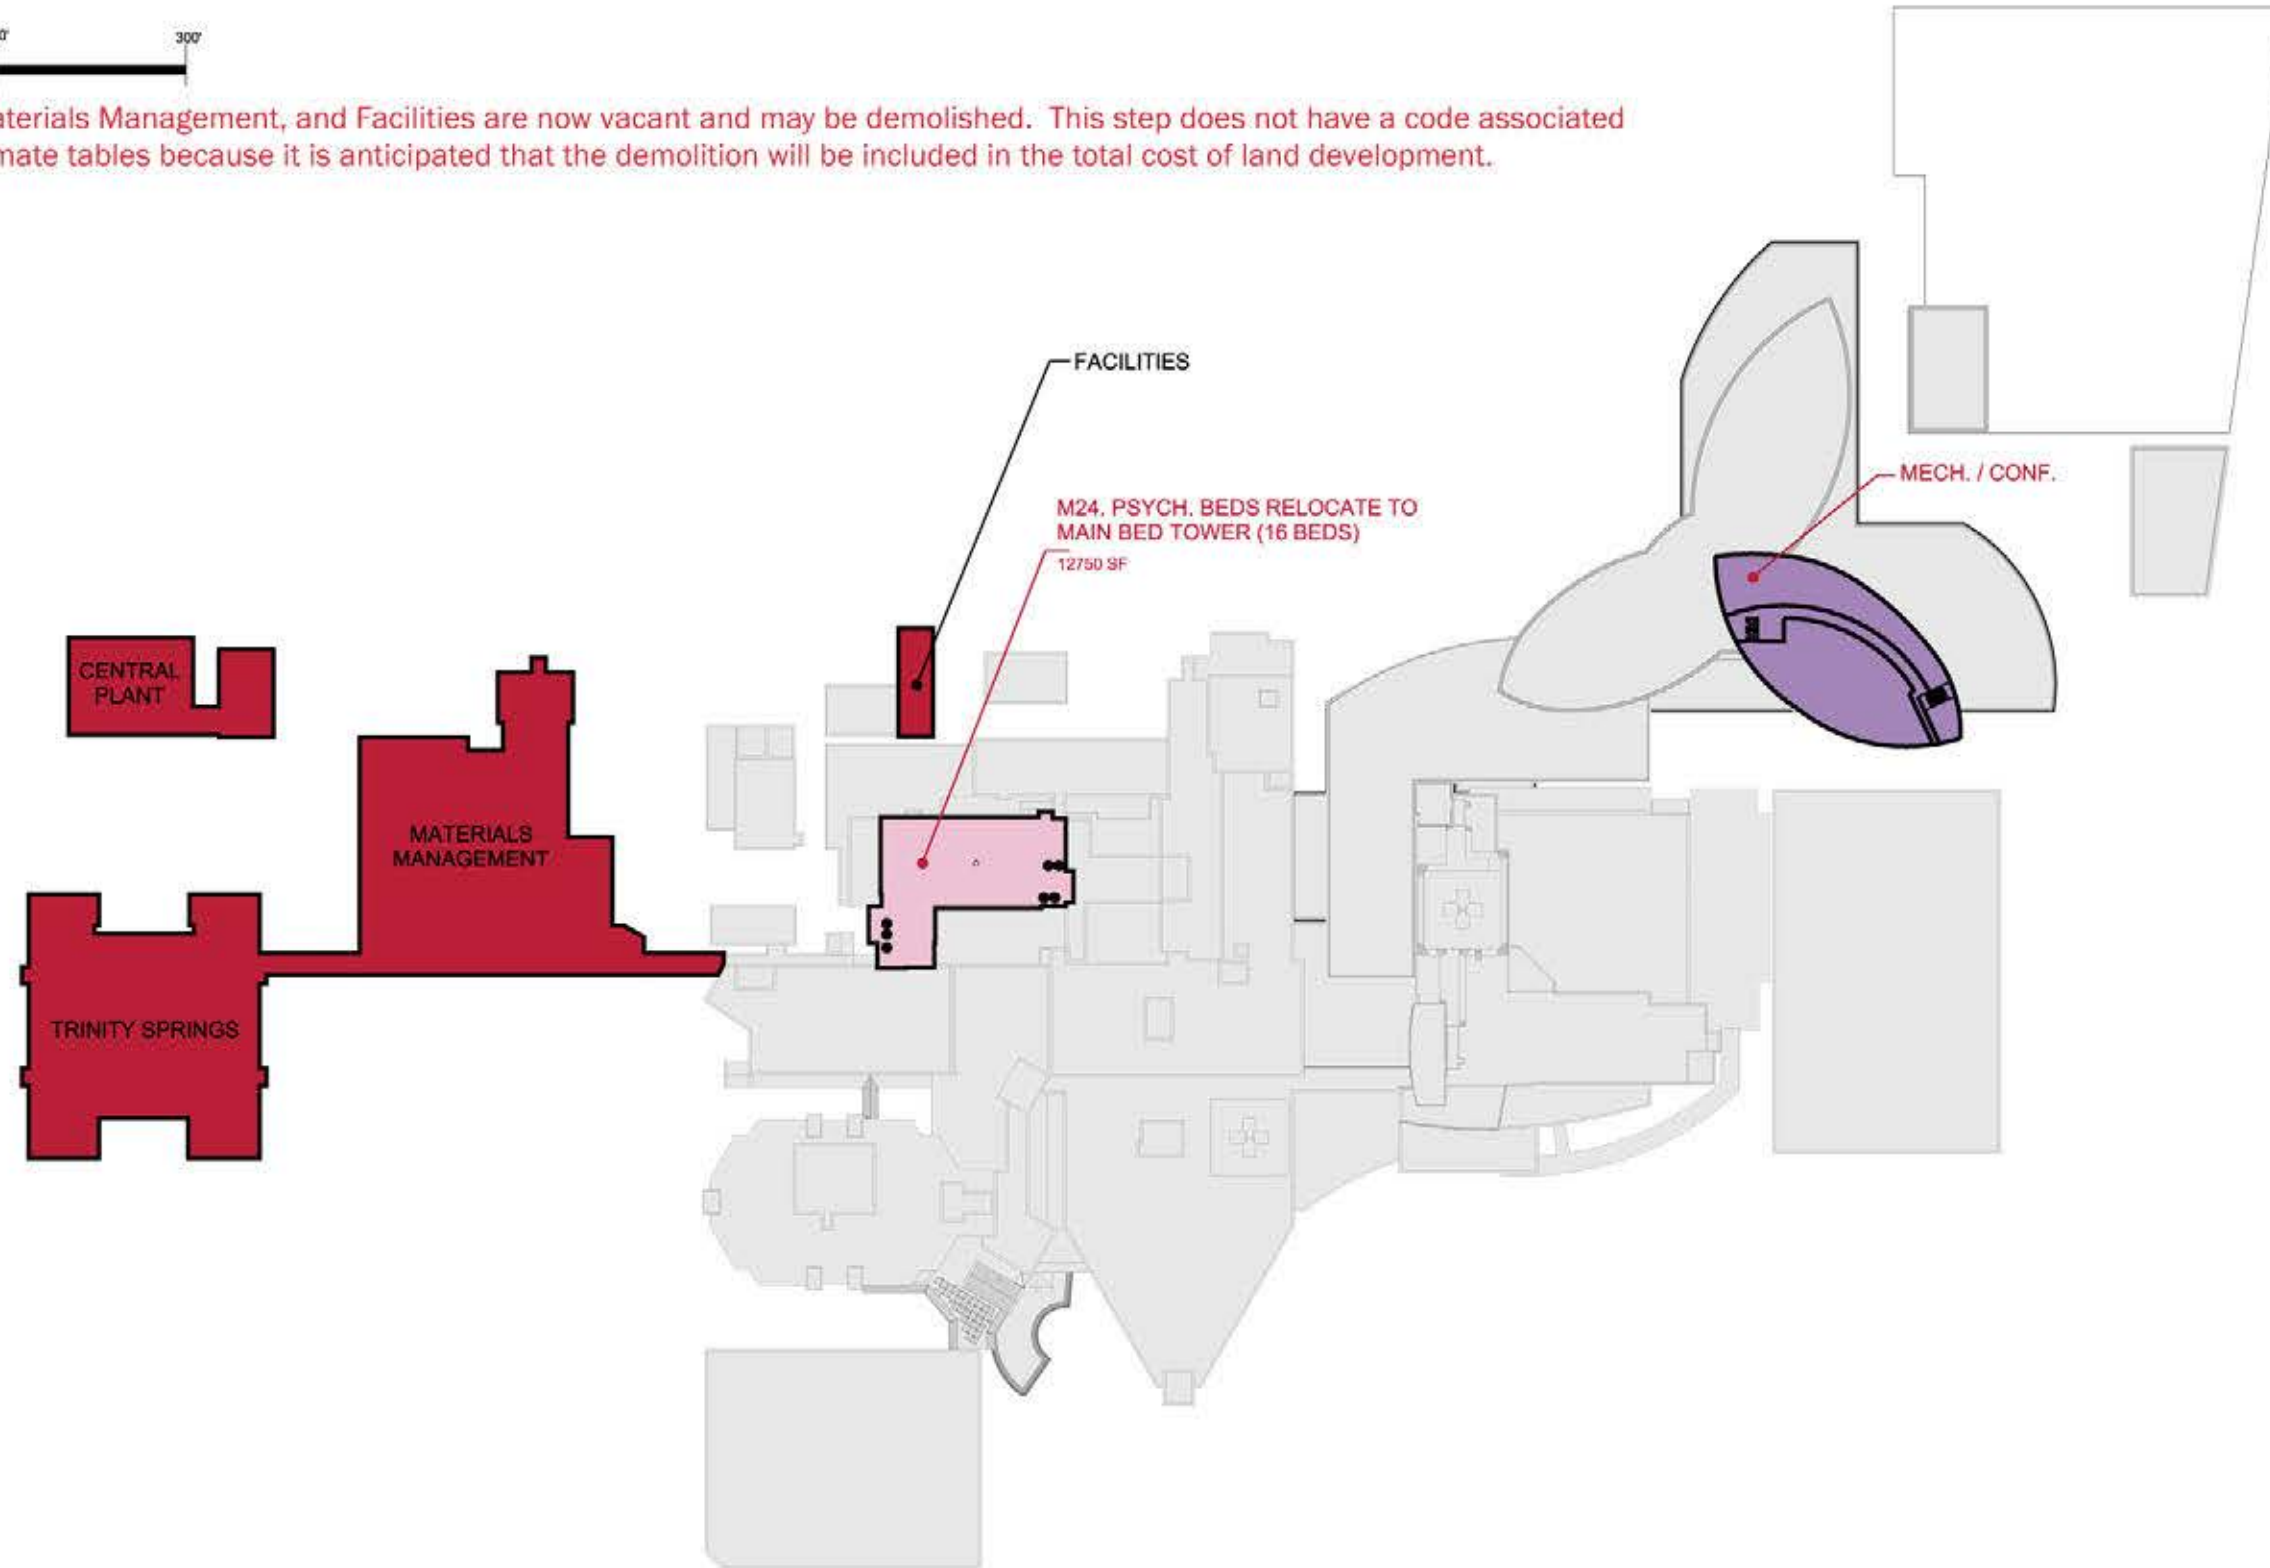 300'
Materials Management, and Facilities are now vacant and may be demolished. This step does not have a code associated
tables because it is anticipated that the demolition will be included in the total cost of land development.
FACILITIES
M24. PSYCH. BEDS RELOCATE TO
MAIN BED TOWER (16 BEDS)
12750 SF
MECH. / CONF.
CENTRAL
PLANT
MATERIALS
MANAGEMENT
TRINITY SPRINGS